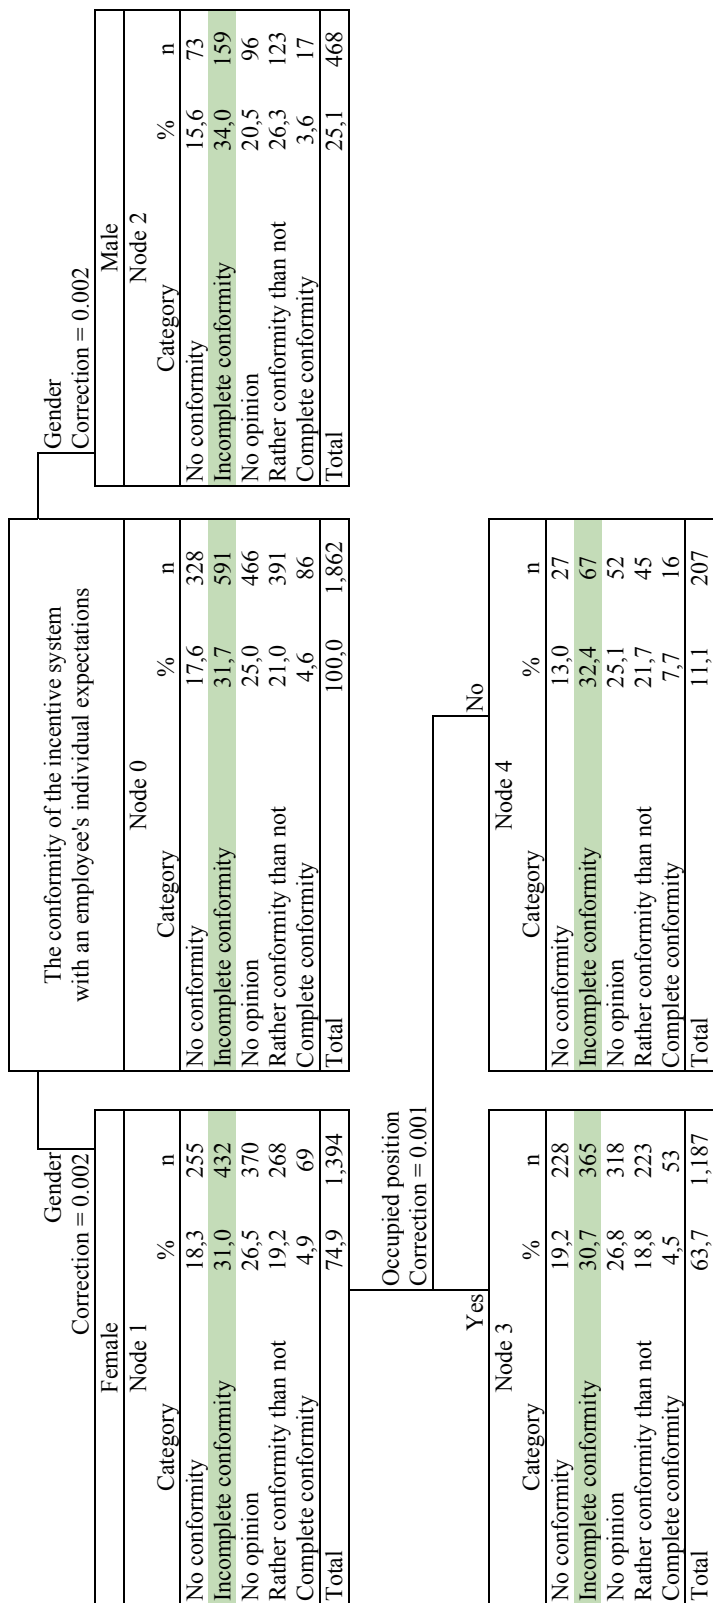 The conformity of the incentive system
with an employee's individual expectations
Node 0
Category % n
No conformity 17,6 328
Incomplete conformity 31,7 591
No opinion 25,0 466
Rather conformity than not 21,0 391
Complete conformity 4,6 86
Total 100,0 1,862
Gender
Correction = 0.002
Female
Node 1
Category % n
No conformity 18,3 255
Incomplete conformity 31,0 432
No opinion 26,5 370
Rather conformity than not 19,2 268
Complete conformity 4,9 69
Total 74,9 1,394
Gender
Correction = 0.002
Male
Node 2
Category % n
No conformity 15,6 73
Incomplete conformity 34,0 159
No opinion 20,5 96
Rather conformity than not 26,3 123
Complete conformity 3,6 17
Total 25,1 468
Occupied position
Correction = 0.001
Yes
Node 3
Category % n
No conformity 19,2 228
Incomplete conformity 30,7 365
No opinion 26,8 318
Rather conformity than not 18,8 223
Complete conformity 4,5 53
Total 63,7 1,187
No
Node 4
Category % n
No conformity 13,0 27
Incomplete conformity 32,4 67
No opinion 25,1 52
Rather conformity than not 21,7 45
Complete conformity 7,7 16
Total 11,1 207